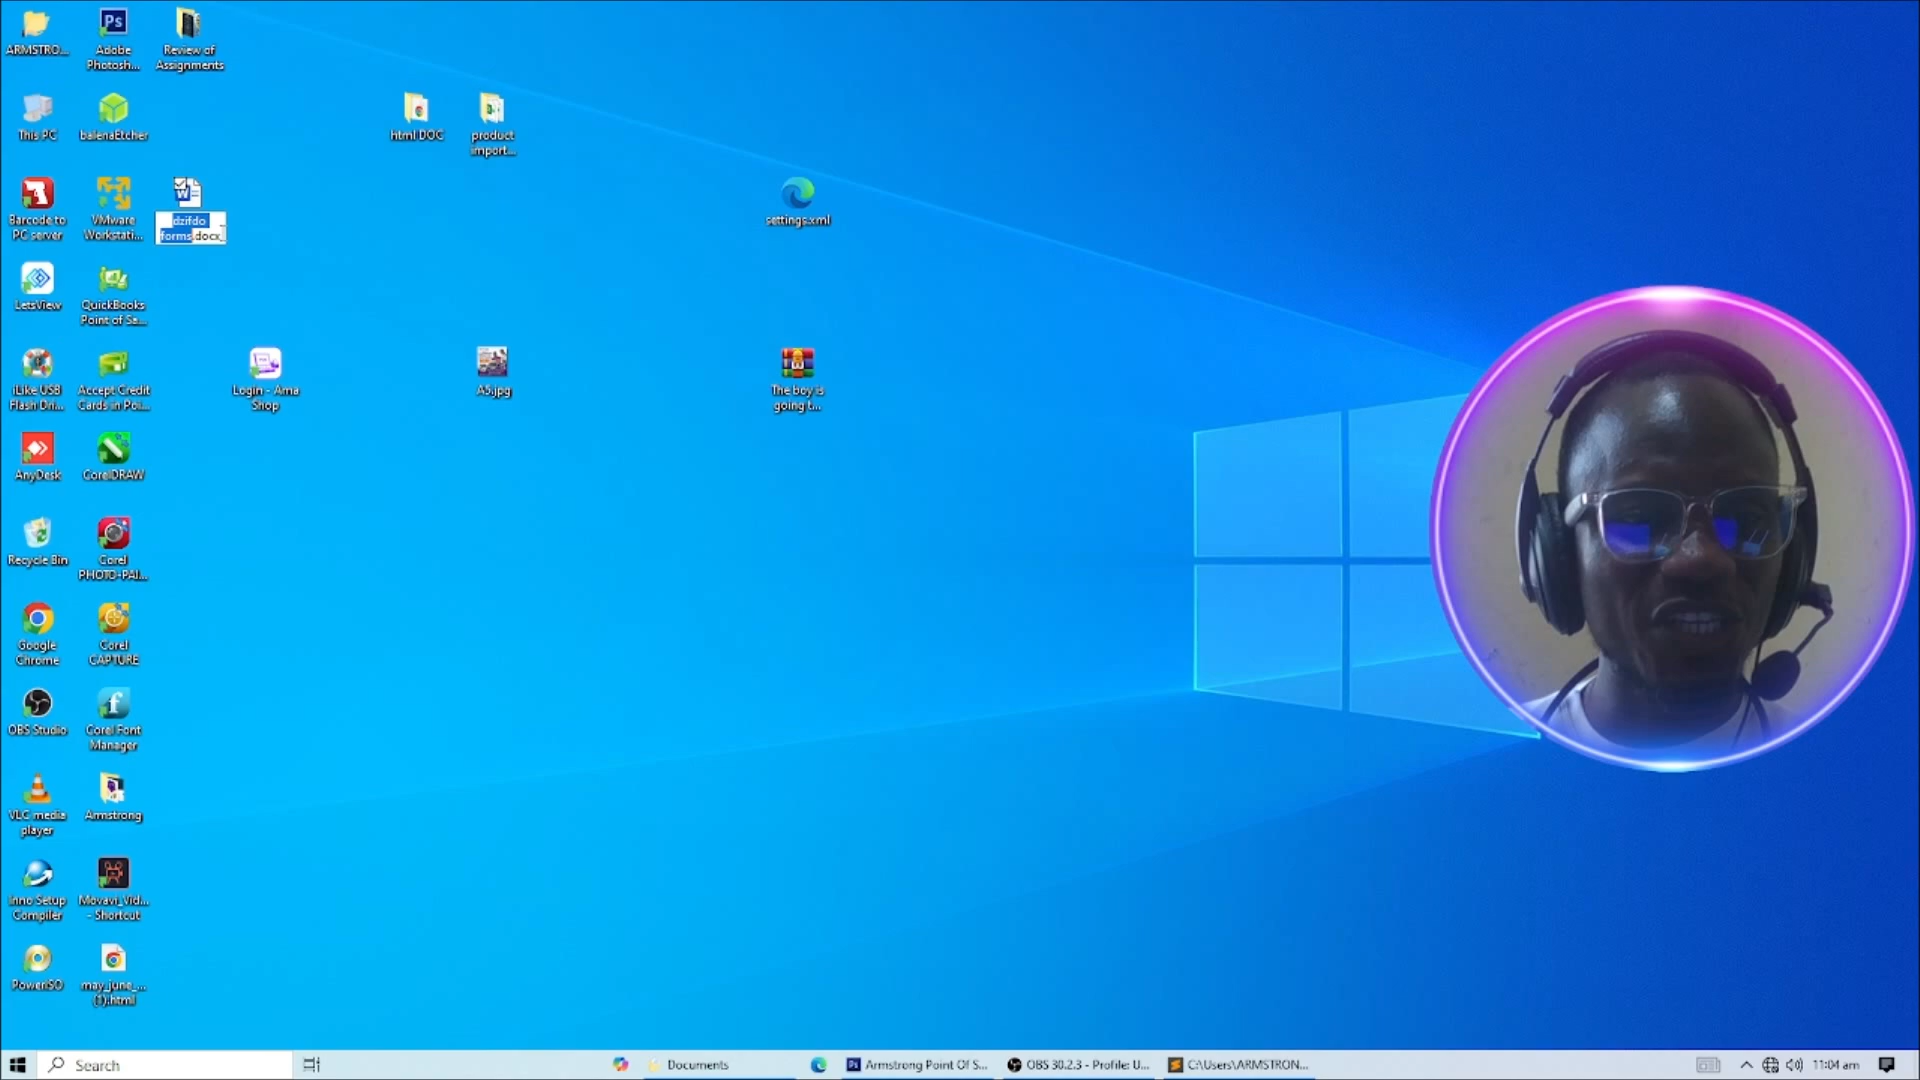 ARMSTRO...
Adobe
Photosh...
Review of
Assignments
This PC
balenaEtcher
html DOC
product
import...
Barcode to
PC server
VMware
Workstati...
dzifdo
forms.docx
settings.xml
LetsView
QuickBooks
Point of Sa...
iLike USB
Flash Dri...
Accept Credit
Cards in Poi...
Login - Ama
Shop
A5.jpg
The boy is
going t...
AnyDesk
CorelDRAW
Recycle Bin
Corel
PHOTO-PAI...
Google
Chrome
Corel
CAPTURE
OBS Studio
Corel Font
Manager
VLC media
player
Armstrong
Inno Setup
Compiler
Movavi_Vid...
- Shortcut
PowerISO
may_june_...
(1).html
Search
Documents
Armstrong Point Of S...
OBS 30.2.3 - Profile: U...
C:\Users\ARMSTRON...
11:04 am